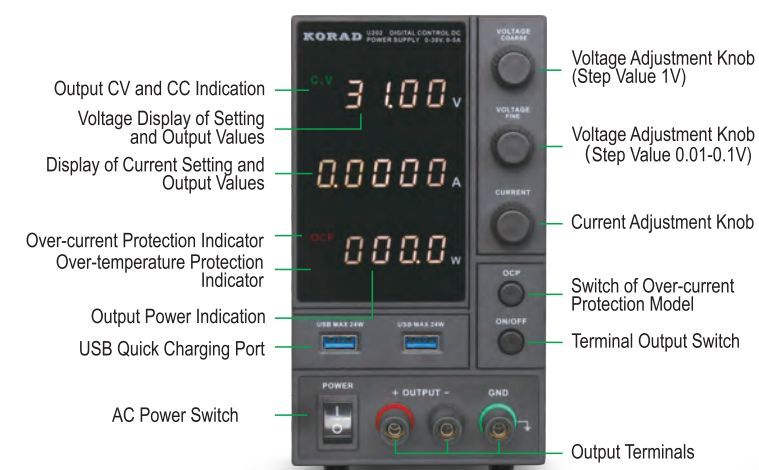 KORAD U202 DIGITAL CONTROL DC
POWER SUPPLY 0-30V, 0-5A
C.V
31.00 V
0.0000 A
OCP
000.0 W
USB MAX 24W
USB MAX 24W
POWER
+ OUTPUT -
GND
VOLTAGE
COARSE
VOLTAGE
FINE
CURRENT
OCP
ON/OFF
Output CV and CC Indication
Voltage Display of Setting
and Output Values
Display of Current Setting and
Output Values
Over-current Protection Indicator
Over-temperature Protection
Indicator
Output Power Indication
USB Quick Charging Port
AC Power Switch
Voltage Adjustment Knob
(Step Value 1V)
Voltage Adjustment Knob
(Step Value 0.01-0.1V)
Current Adjustment Knob
Switch of Over-current
Protection Model
Terminal Output Switch
Output Terminals